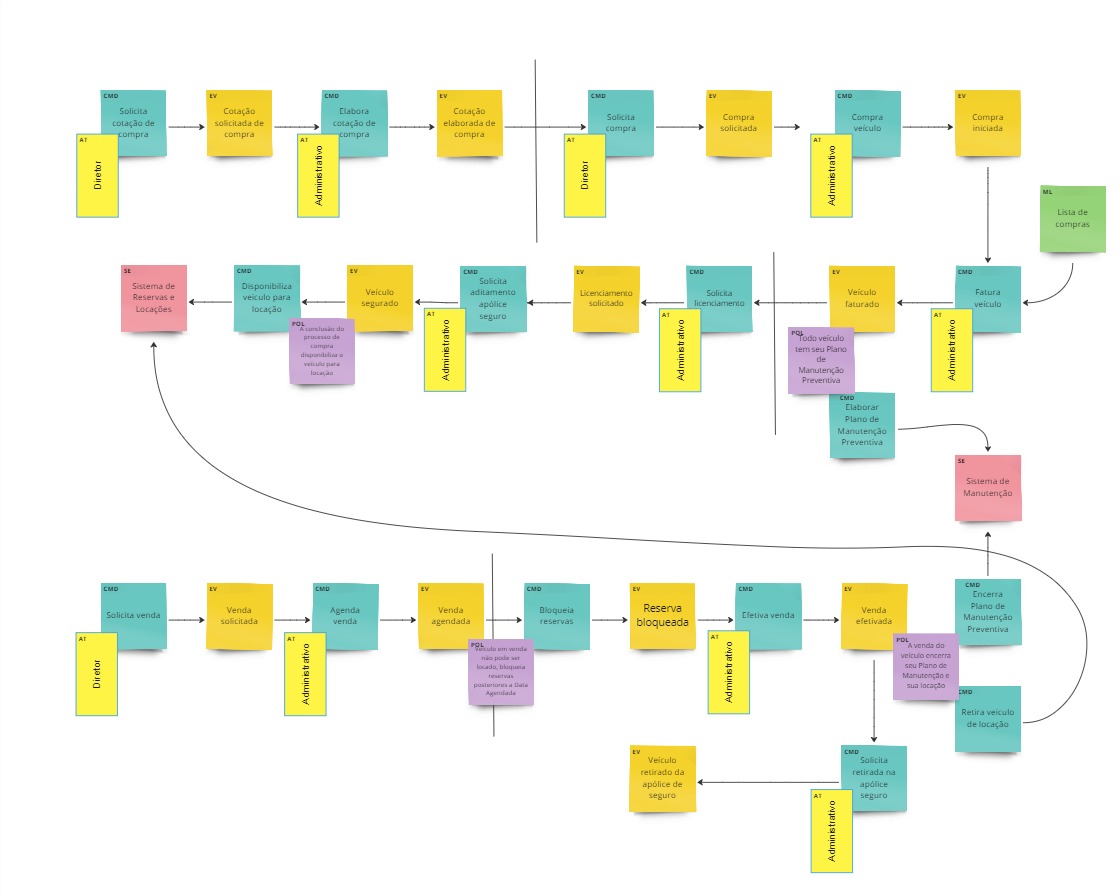 CMD
Solicita
cotação de
compra
AT
Diretor
EV
Cotação
solicitada de
compra
CMD
Elabora
cotação de
compra
AT
Administrativo
EV
Cotação
elaborada de
compra
CMD
Solicita
compra
AT
Diretor
EV
Compra
solicitada
CMD
Compra
veículo
AT
Administrativo
EV
Compra
iniciada
ML
Lista de
compras
SE
Sistema de
Reservas e
Locações
CMD
Disponibiliza
veiculo para
locação
POL
A conclusão do
processo de
compra
disponibiliza o
veículo para
locação
EV
Veículo
segurado
CMD
Solicita
aditamento
apólice
seguro
AT
Administrativo
EV
Licenciamento
solicitado
CMD
Solicita
licenciamento
AT
Administrativo
EV
Veículo
faturado
POL
Todo veículo
tem seu Plano
de
Manutenção
Preventiva
CMD
Elaborar
Plano de
Manutenção
Preventiva
CMD
Fatura
veículo
AT
Administrativo
SE
Sistema de
Manutenção
CMD
Solicita venda
AT
Diretor
EV
Venda
solicitada
CMD
Agenda
venda
AT
Administrativo
EV
Venda
agendada
POL
Veículo em venda
não pode ser
locado, bloqueia
reservas
posteriores a Data
Agendada
CMD
Bloqueia
reservas
EV
Reserva
bloqueada
CMD
Efetiva venda
AT
Administrativo
EV
Venda
efetivada
POL
A venda do
veículo encerra
seu Plano de
Manutenção e
sua locação
CMD
Encerra
Plano de
Manutenção
Preventiva
CMD
Retira veículo
de locação
EV
Veículo
retirado da
apólice de
seguro
CMD
Solicita
retirada na
apólice
seguro
AT
Administrativo